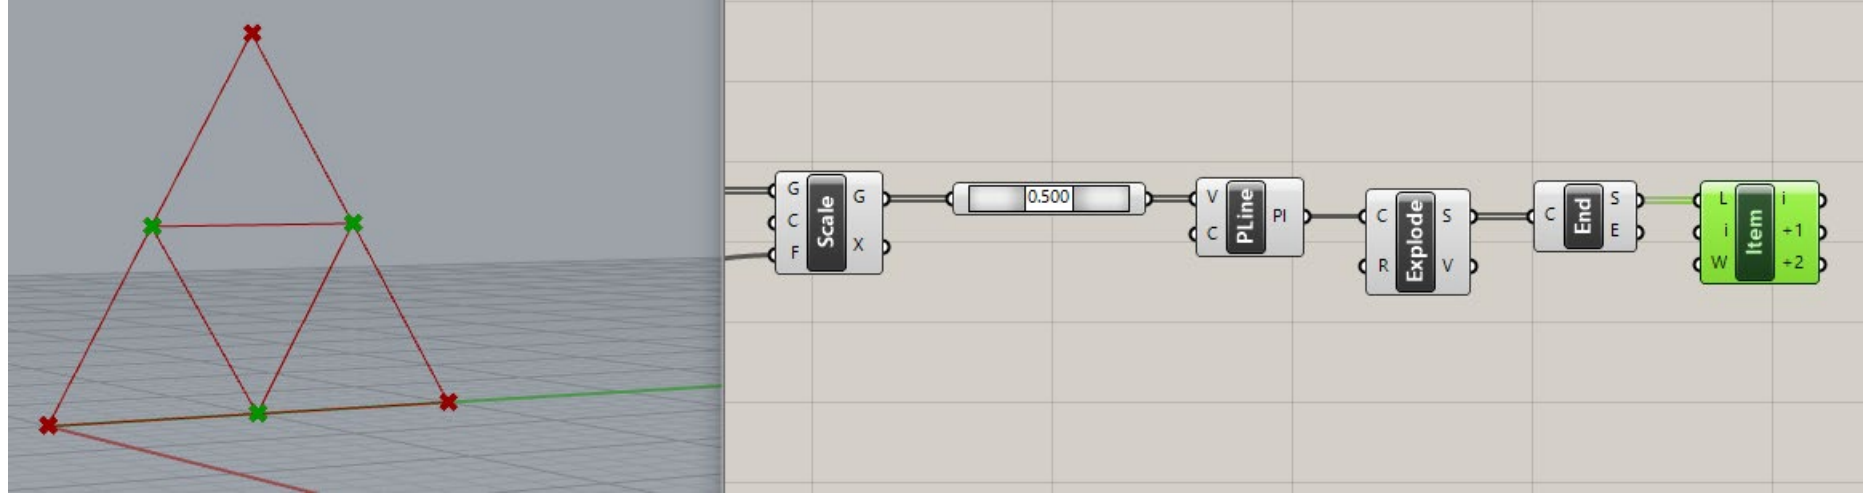 G
C
F
Scale
G
X
0.500
V
C
PLine
Pl
C
R
Explode
S
V
C
End
S
E
L
i
W
Item
i
+1
+2